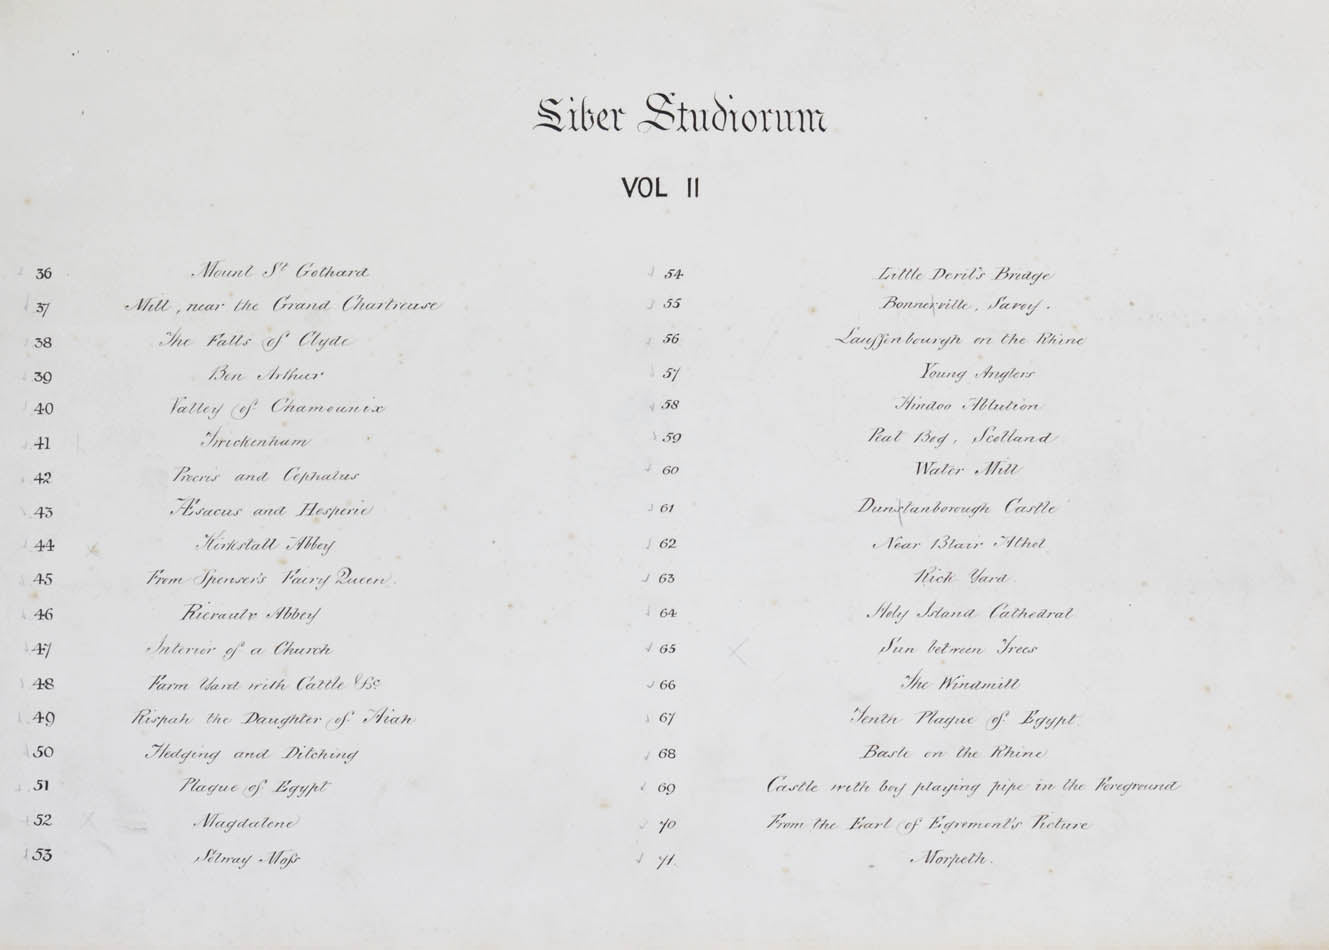 Liber Studiorum
VOL II
36 Mount St Gothard
37 Mill, near the Grand Chartreuse
38 The Falls of Clyde
39 Ben Arthur
40 Valley of Chamounix
41 Twickenham
42 Procris and Cephalus
43 Æsacus and Hesperie
44 Kirkstall Abbey
45 From Spenser's Fairy Queen.
46 Rieraulx Abbey
47 Interior of a Church
48 Farm Yard with Cattle &c
49 Rispah the Daughter of Aiah
50 Hedging and Ditching
51 Plague of Egypt
52 Magdalene
53 Solway Moss
54 Little Devil's Bridge
55 Bonnerville, Savoy.
56 Lauffenbourgh on the Rhine
57 Young Anglers
58 Hindoo Ablution
59 Peat Bog, Scotland
60 Water Mill
61 Dunstanborough Castle
62 Near Blair Athol
63 Rick Yard.
64 Holy Island Cathedral
65 Sun between Trees
66 The Windmill
67 Tenth Plague of Egypt.
68 Basle on the Rhine
69 Castle with boy playing pipe in the Foreground
70 From the Earl of Egremont's Picture
71. Morpeth.